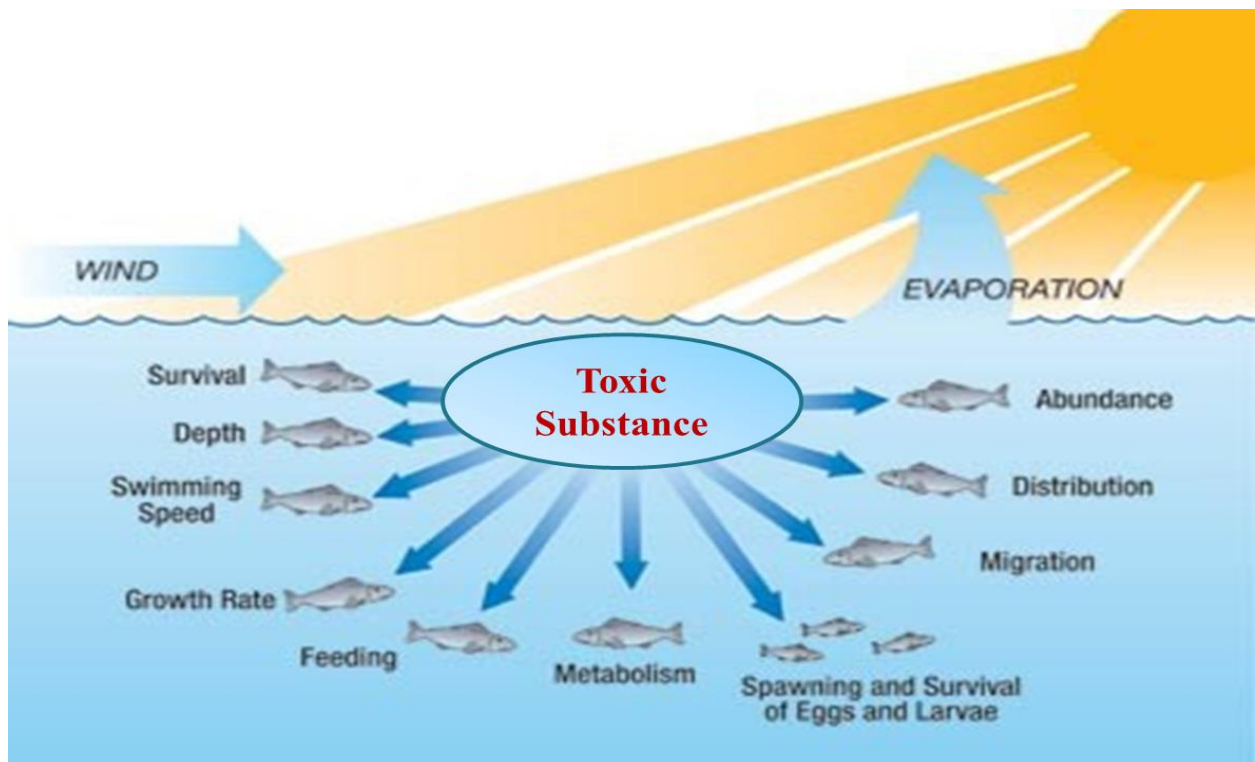 WIND
EVAPORATION
Toxic
Substance
Survival
Depth
Swimming
Speed
Growth Rate
Feeding
Metabolism
Spawning and Survival
of Eggs and Larvae
Migration
Distribution
Abundance